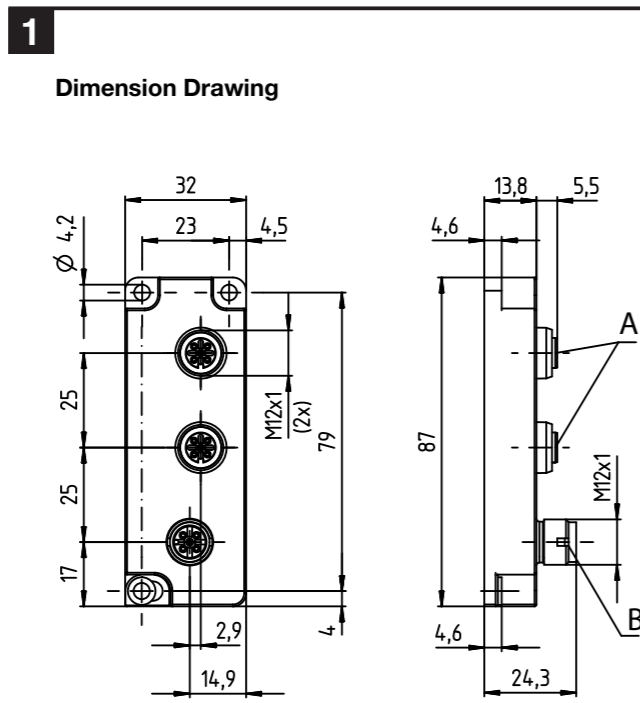 1
Dimension Drawing
32
23
4,5
Ø 4,2
13,8
5,5
4,6
A
25
M12x1
(2x)
79
87
25
M12x1
17
2,9
4
14,9
4,6
24,3
B